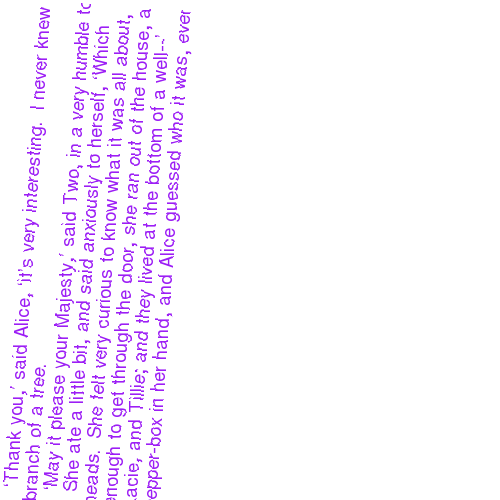 'Thank you,' said Alice, 'it's very interesting.  I never knew
branch of a tree.
'May it please your Majesty,' said Two, in a very humble to
She ate a little bit, and said anxiously to herself, 'Which
heads.  She felt very curious to know what it was all about,
enough to get through the door, she ran out of the house, a
Lacie, and Tillie; and they lived at the bottom of a well--'
epper-box in her hand, and Alice guessed who it was, ever